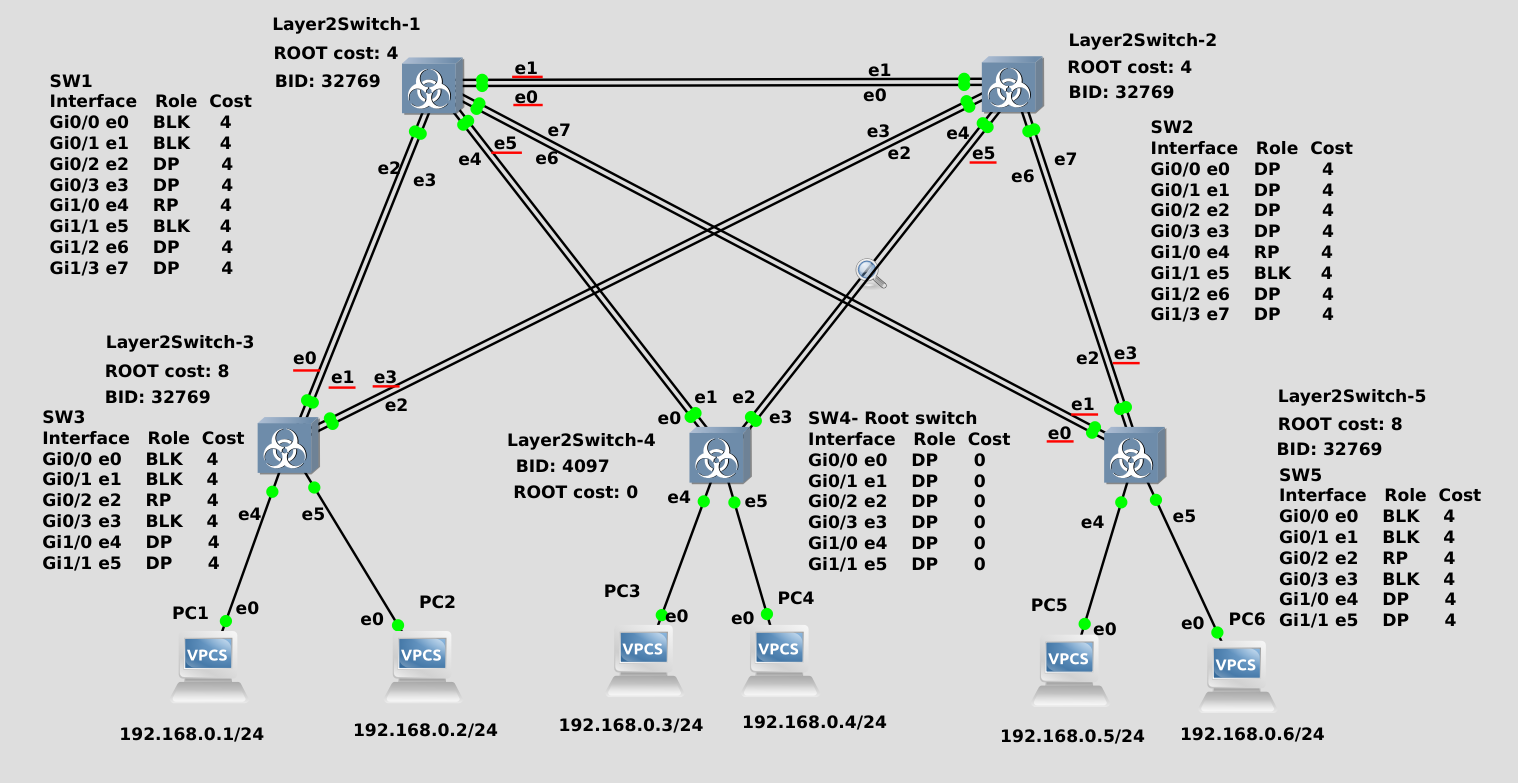 Layer2Switch-1
ROOT cost: 4
BID: 32769
Layer2Switch-2
ROOT cost: 4
BID: 32769
SW1
Interface Role Cost
Gi0/0 e0 BLK 4
Gi0/1 e1 BLK 4
Gi0/2 e2 DP 4
Gi0/3 e3 DP 4
Gi1/0 e4 RP 4
Gi1/1 e5 BLK 4
Gi1/2 e6 DP 4
Gi1/3 e7 DP 4
e1
e0
e7
e6
e5
e4
e2
e3
e1
e0
e3
e2
e4
e5
e7
e6
SW2
Interface Role Cost
Gi0/0 e0 DP 4
Gi0/1 e1 DP 4
Gi0/2 e2 DP 4
Gi0/3 e3 DP 4
Gi1/0 e4 RP 4
Gi1/1 e5 BLK 4
Gi1/2 e6 DP 4
Gi1/3 e7 DP 4
Layer2Switch-3
ROOT cost: 8
BID: 32769
SW3
Interface Role Cost
Gi0/0 e0 BLK 4
Gi0/1 e1 BLK 4
Gi0/2 e2 RP 4
Gi0/3 e3 BLK 4
Gi1/0 e4 DP 4
Gi1/1 e5 DP 4
e0
e1
e3
e2
e4
e5
Layer2Switch-4
BID: 4097
ROOT cost: 0
e0
e1
e2
e3
e4
e5
SW4- Root switch
Interface Role Cost
Gi0/0 e0 DP 0
Gi0/1 e1 DP 0
Gi0/2 e2 DP 0
Gi0/3 e3 DP 0
Gi1/0 e4 DP 0
Gi1/1 e5 DP 0
e2
e3
e1
e0
e4
e5
Layer2Switch-5
ROOT cost: 8
BID: 32769
SW5
Interface Role Cost
Gi0/0 e0 BLK 4
Gi0/1 e1 BLK 4
Gi0/2 e2 RP 4
Gi0/3 e3 BLK 4
Gi1/0 e4 DP 4
Gi1/1 e5 DP 4
PC1
e0
VPCS
192.168.0.1/24
PC2
e0
VPCS
192.168.0.2/24
PC3
e0
VPCS
192.168.0.3/24
PC4
e0
VPCS
192.168.0.4/24
PC5
e0
VPCS
192.168.0.5/24
PC6
e0
VPCS
192.168.0.6/24